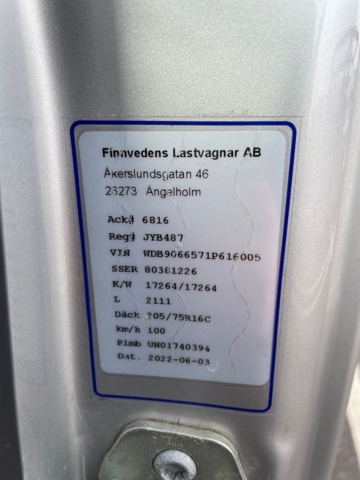 Finnvedens Lastvagnar AB
Åkerslundsgatan 46
26273 Ängelholm
Ack# 6816
Reg# JYB487
VIN WDB9066571P616005
SSER 80381226
K/W 17264/17264
L 2111
Däck 205/75R16C
km/h 100
Plmb UN01740394
Dat. 2022-06-03